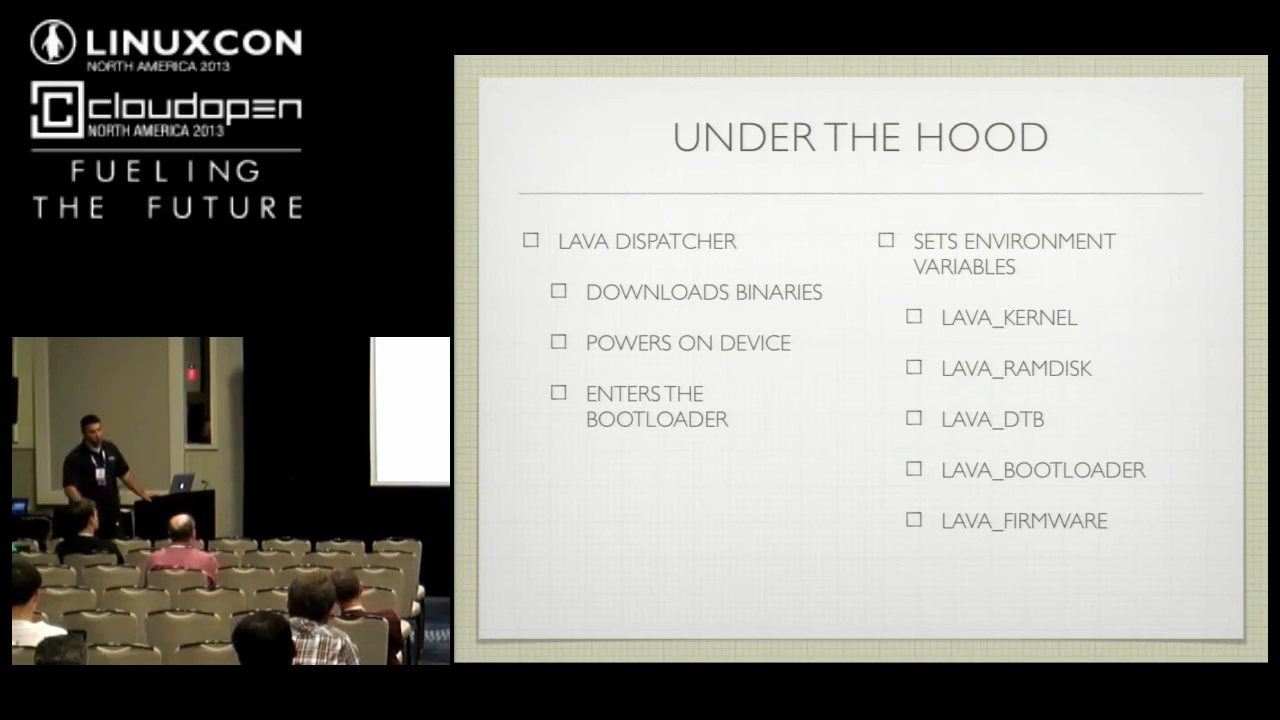 LINUXCON
NORTH AMERICA 2013
cloudopen
NORTH AMERICA 2013
FUELING
THE FUTURE
UNDER THE HOOD
LAVA DISPATCHER
DOWNLOADS BINARIES
POWERS ON DEVICE
ENTERS THE
BOOTLOADER
SETS ENVIRONMENT
VARIABLES
LAVA_KERNEL
LAVA_RAMDISK
LAVA_DTB
LAVA_BOOTLOADER
LAVA_FIRMWARE